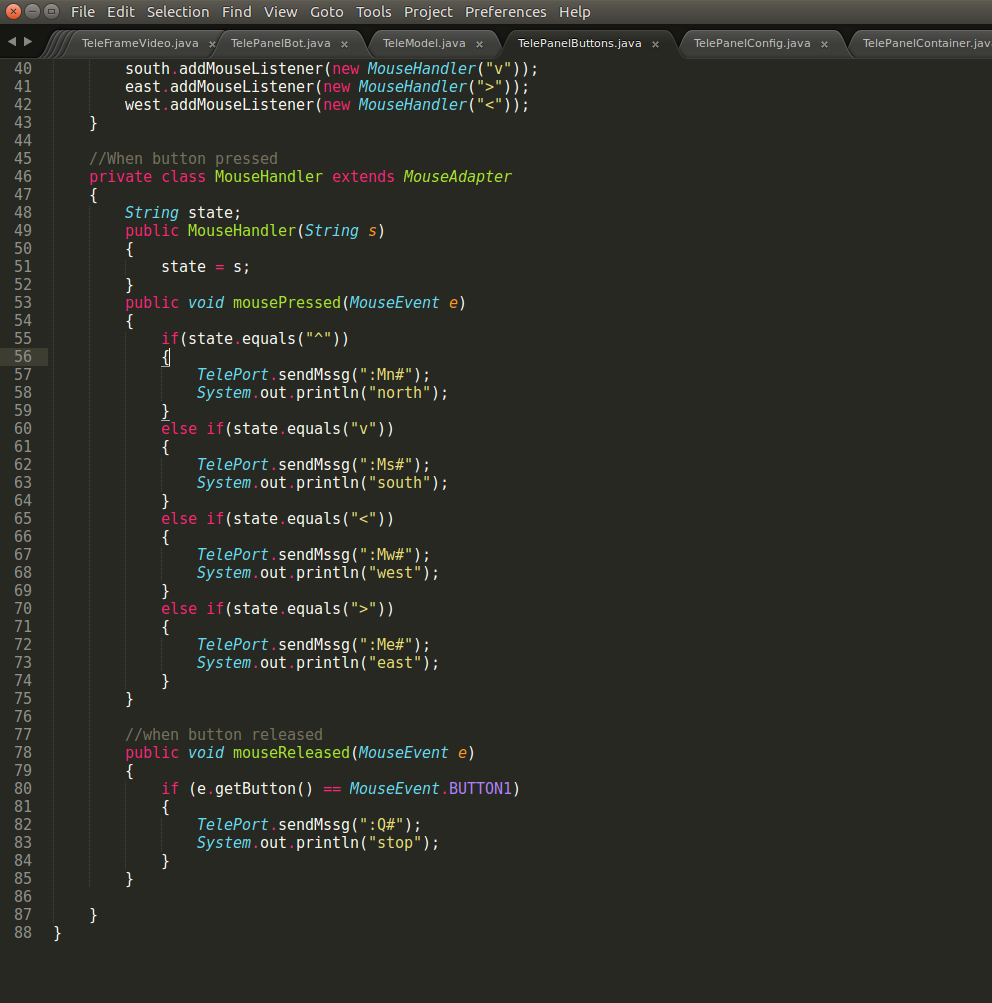 File Edit Selection Find View Goto Tools Project Preferences Help
TeleFrameVideo.java × TelePanelBot.java × TeleModel.java × TelePanelButtons.java × TelePanelConfig.java × TelePanelContainer.jav
40 south.addMouseListener(new MouseHandler("v"));
41 east.addMouseListener(new MouseHandler(">"));
42 west.addMouseListener(new MouseHandler("<"));
43 }
44
45 //When button pressed
46 private class MouseHandler extends MouseAdapter
47 {
48 String state;
49 public MouseHandler(String s)
50 {
51 state = s;
52 }
53 public void mousePressed(MouseEvent e)
54 {
55 if(state.equals("^"))
56 {
57 TelePort.sendMssg(":Mn#");
58 System.out.println("north");
59 }
60 else if(state.equals("v"))
61 {
62 TelePort.sendMssg(":Ms#");
63 System.out.println("south");
64 }
65 else if(state.equals("<"))
66 {
67 TelePort.sendMssg(":Mw#");
68 System.out.println("west");
69 }
70 else if(state.equals(">"))
71 {
72 TelePort.sendMssg(":Me#");
73 System.out.println("east");
74 }
75 }
76
77 //when button released
78 public void mouseReleased(MouseEvent e)
79 {
80 if (e.getButton() == MouseEvent.BUTTON1)
81 {
82 TelePort.sendMssg(":Q#");
83 System.out.println("stop");
84 }
85 }
86
87 }
88 }